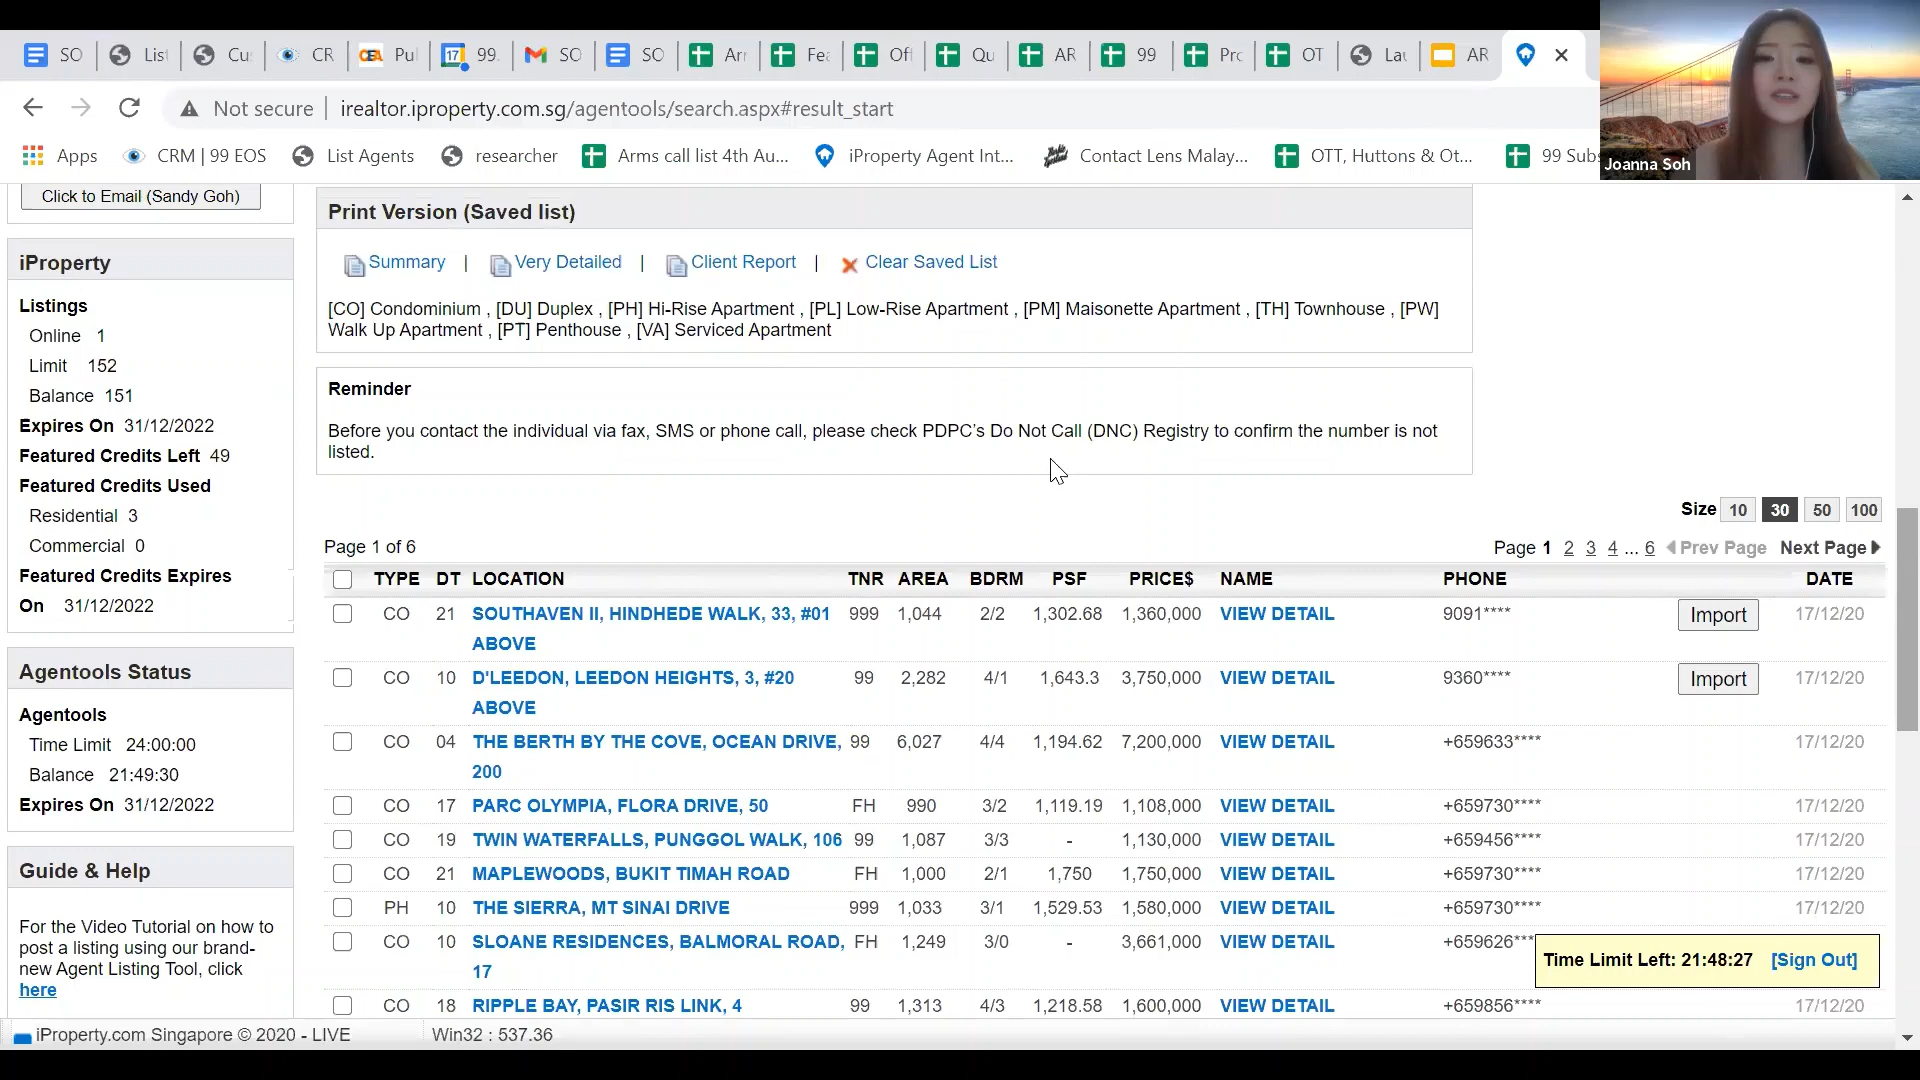 SO
Lis
Cu
CR
CEA Pu
17 99.
SO
SO
Arr
Fea
Off
Qu
AR
99
Pro
OT
Lau
AR
Not secure irealtor.iproperty.com.sg/agentools/search.aspx#result_start
Apps CRM | 99 EOS List Agents researcher Arms call list 4th Au... iProperty Agent Int... Contact Lens Malay... OTT, Huttons & Ot... 99 Subs
Joanna Soh
Click to Email (Sandy Goh)
iProperty
Listings
Online 1
Limit 152
Balance 151
Expires On 31/12/2022
Featured Credits Left 49
Featured Credits Used
Residential 3
Commercial 0
Featured Credits Expires
On 31/12/2022
Agentools Status
Agentools
Time Limit 24:00:00
Balance 21:49:30
Expires On 31/12/2022
Guide & Help
For the Video Tutorial on how to
post a listing using our brand-
new Agent Listing Tool, click
here
Print Version (Saved list)
Summary | Very Detailed | Client Report | Clear Saved List
[CO] Condominium , [DU] Duplex , [PH] Hi-Rise Apartment , [PL] Low-Rise Apartment , [PM] Maisonette Apartment , [TH] Townhouse , [PW]
Walk Up Apartment , [PT] Penthouse , [VA] Serviced Apartment
Reminder
Before you contact the individual via fax, SMS or phone call, please check PDPC's Do Not Call (DNC) Registry to confirm the number is not
listed.
Size 10 30 50 100
Page 1 of 6 Page 1 2 3 4 ... 6 Prev Page Next Page
TYPE DT LOCATION TNR AREA BDRM PSF PRICE$ NAME PHONE DATE
CO 21 SOUTHAVEN II, HINDHEDE WALK, 33, #01 999 1,044 2/2 1,302.68 1,360,000 VIEW DETAIL 9091**** Import 17/12/20
ABOVE
CO 10 D'LEEDON, LEEDON HEIGHTS, 3, #20 99 2,282 4/1 1,643.3 3,750,000 VIEW DETAIL 9360**** Import 17/12/20
ABOVE
CO 04 THE BERTH BY THE COVE, OCEAN DRIVE, 99 6,027 4/4 1,194.62 7,200,000 VIEW DETAIL +659633**** 17/12/20
200
CO 17 PARC OLYMPIA, FLORA DRIVE, 50 FH 990 3/2 1,119.19 1,108,000 VIEW DETAIL +659730**** 17/12/20
CO 19 TWIN WATERFALLS, PUNGGOL WALK, 106 99 1,087 3/3 - 1,130,000 VIEW DETAIL +659456**** 17/12/20
CO 21 MAPLEWOODS, BUKIT TIMAH ROAD FH 1,000 2/1 1,750 1,750,000 VIEW DETAIL +659730**** 17/12/20
PH 10 THE SIERRA, MT SINAI DRIVE 999 1,033 3/1 1,529.53 1,580,000 VIEW DETAIL +659730**** 17/12/20
CO 10 SLOANE RESIDENCES, BALMORAL ROAD, FH 1,249 3/0 - 3,661,000 VIEW DETAIL +659626***
17
Time Limit Left: 21:48:27 [Sign Out]
CO 18 RIPPLE BAY, PASIR RIS LINK, 4 99 1,313 4/3 1,218.58 1,600,000 VIEW DETAIL +659856**** 17/12/20
iProperty.com Singapore © 2020 - LIVE Win32 : 537.36